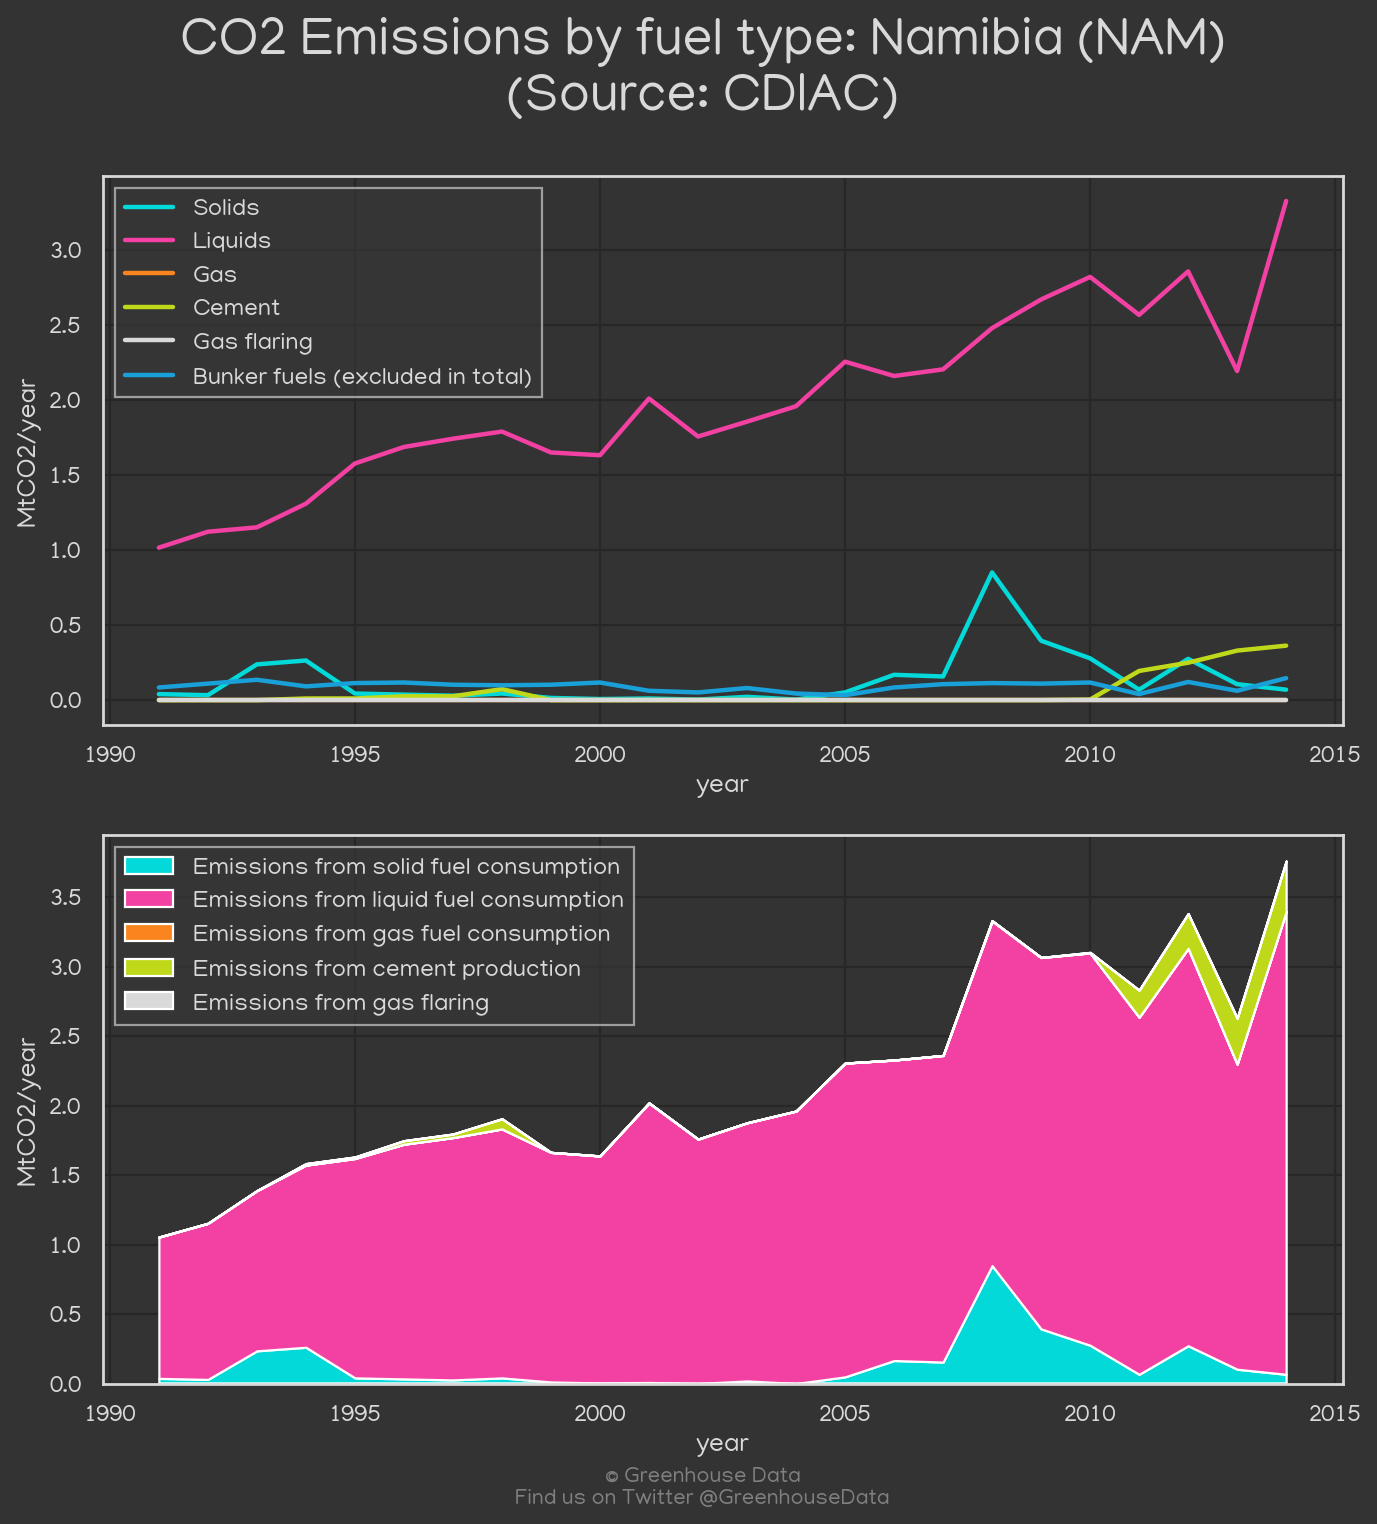 CO2 Emissions by fuel type: Namibia (NAM)
(Source: CDIAC)
Solids
Liquids
Gas
Cement
Gas flaring
Bunker fuels (excluded in total)
3.0
2.5
2.0
1.5
1.0
0.5
0.0
MtCO2/year
1990 1995 2000 2005 2010 2015
year
Emissions from solid fuel consumption
Emissions from liquid fuel consumption
Emissions from gas fuel consumption
Emissions from cement production
Emissions from gas flaring
3.5
3.0
2.5
2.0
1.5
1.0
0.5
0.0
MtCO2/year
1990 1995 2000 2005 2010 2015
year
© Greenhouse Data
Find us on Twitter @GreenhouseData